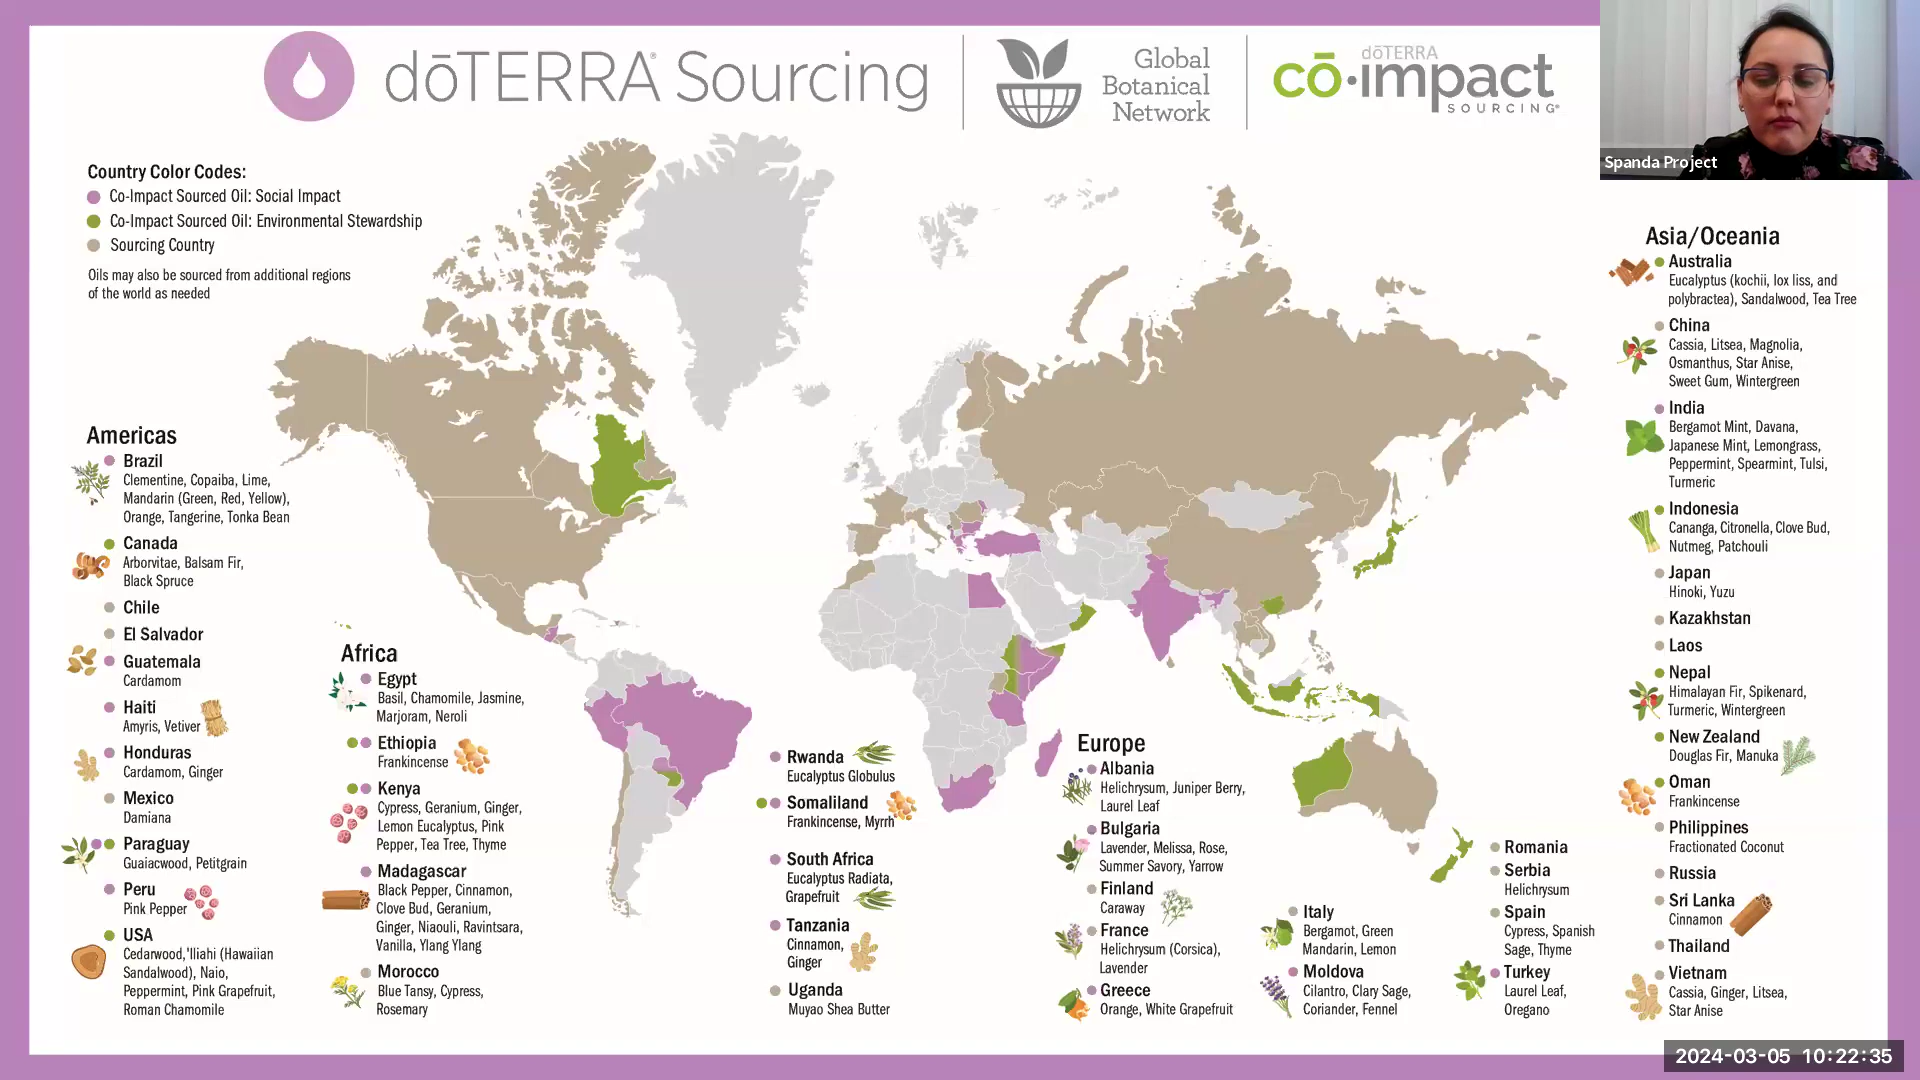 dōTERRA® Sourcing
Global
Botanical
Network
dōTERRA
cō•impact
SOURCING®
Spanda Project
Country Color Codes:
Co-Impact Sourced Oil: Social Impact
Co-Impact Sourced Oil: Environmental Stewardship
Sourcing Country
Oils may also be sourced from additional regions
of the world as needed
Americas
Brazil
Clementine, Copaiba, Lime,
Mandarin (Green, Red, Yellow),
Orange, Tangerine, Tonka Bean
Canada
Arborvitae, Balsam Fir,
Black Spruce
Chile
El Salvador
Guatemala
Cardamom
Haiti
Amyris, Vetiver
Honduras
Cardamom, Ginger
Mexico
Damiana
Paraguay
Guaiacwood, Petitgrain
Peru
Pink Pepper
USA
Cedarwood,'Iliahi (Hawaiian
Sandalwood), Naio,
Peppermint, Pink Grapefruit,
Roman Chamomile
Africa
Egypt
Basil, Chamomile, Jasmine,
Marjoram, Neroli
Ethiopia
Frankincense
Kenya
Cypress, Geranium, Ginger,
Lemon Eucalyptus, Pink
Pepper, Tea Tree, Thyme
Madagascar
Black Pepper, Cinnamon,
Clove Bud, Geranium,
Ginger, Niaouli, Ravintsara,
Vanilla, Ylang Ylang
Morocco
Blue Tansy, Cypress,
Rosemary
Rwanda
Eucalyptus Globulus
Somaliland
Frankincense, Myrrh
South Africa
Eucalyptus Radiata,
Grapefruit
Tanzania
Cinnamon,
Ginger
Uganda
Muyao Shea Butter
Europe
Albania
Helichrysum, Juniper Berry,
Laurel Leaf
Bulgaria
Lavender, Melissa, Rose,
Summer Savory, Yarrow
Finland
Caraway
France
Helichrysum (Corsica),
Lavender
Greece
Orange, White Grapefruit
Italy
Bergamot, Green
Mandarin, Lemon
Moldova
Cilantro, Clary Sage,
Coriander, Fennel
Romania
Serbia
Helichrysum
Spain
Cypress, Spanish
Sage, Thyme
Turkey
Laurel Leaf,
Oregano
Asia/Oceania
Australia
Eucalyptus (kochii, lox liss, and
polybractea), Sandalwood, Tea Tree
China
Cassia, Litsea, Magnolia,
Osmanthus, Star Anise,
Sweet Gum, Wintergreen
India
Bergamot Mint, Davana,
Japanese Mint, Lemongrass,
Peppermint, Spearmint, Tulsi,
Turmeric
Indonesia
Cananga, Citronella, Clove Bud,
Nutmeg, Patchouli
Japan
Hinoki, Yuzu
Kazakhstan
Laos
Nepal
Himalayan Fir, Spikenard,
Turmeric, Wintergreen
New Zealand
Douglas Fir, Manuka
Oman
Frankincense
Philippines
Fractionated Coconut
Russia
Sri Lanka
Cinnamon
Thailand
Vietnam
Cassia, Ginger, Litsea,
Star Anise
2024-03-05 10:22:35